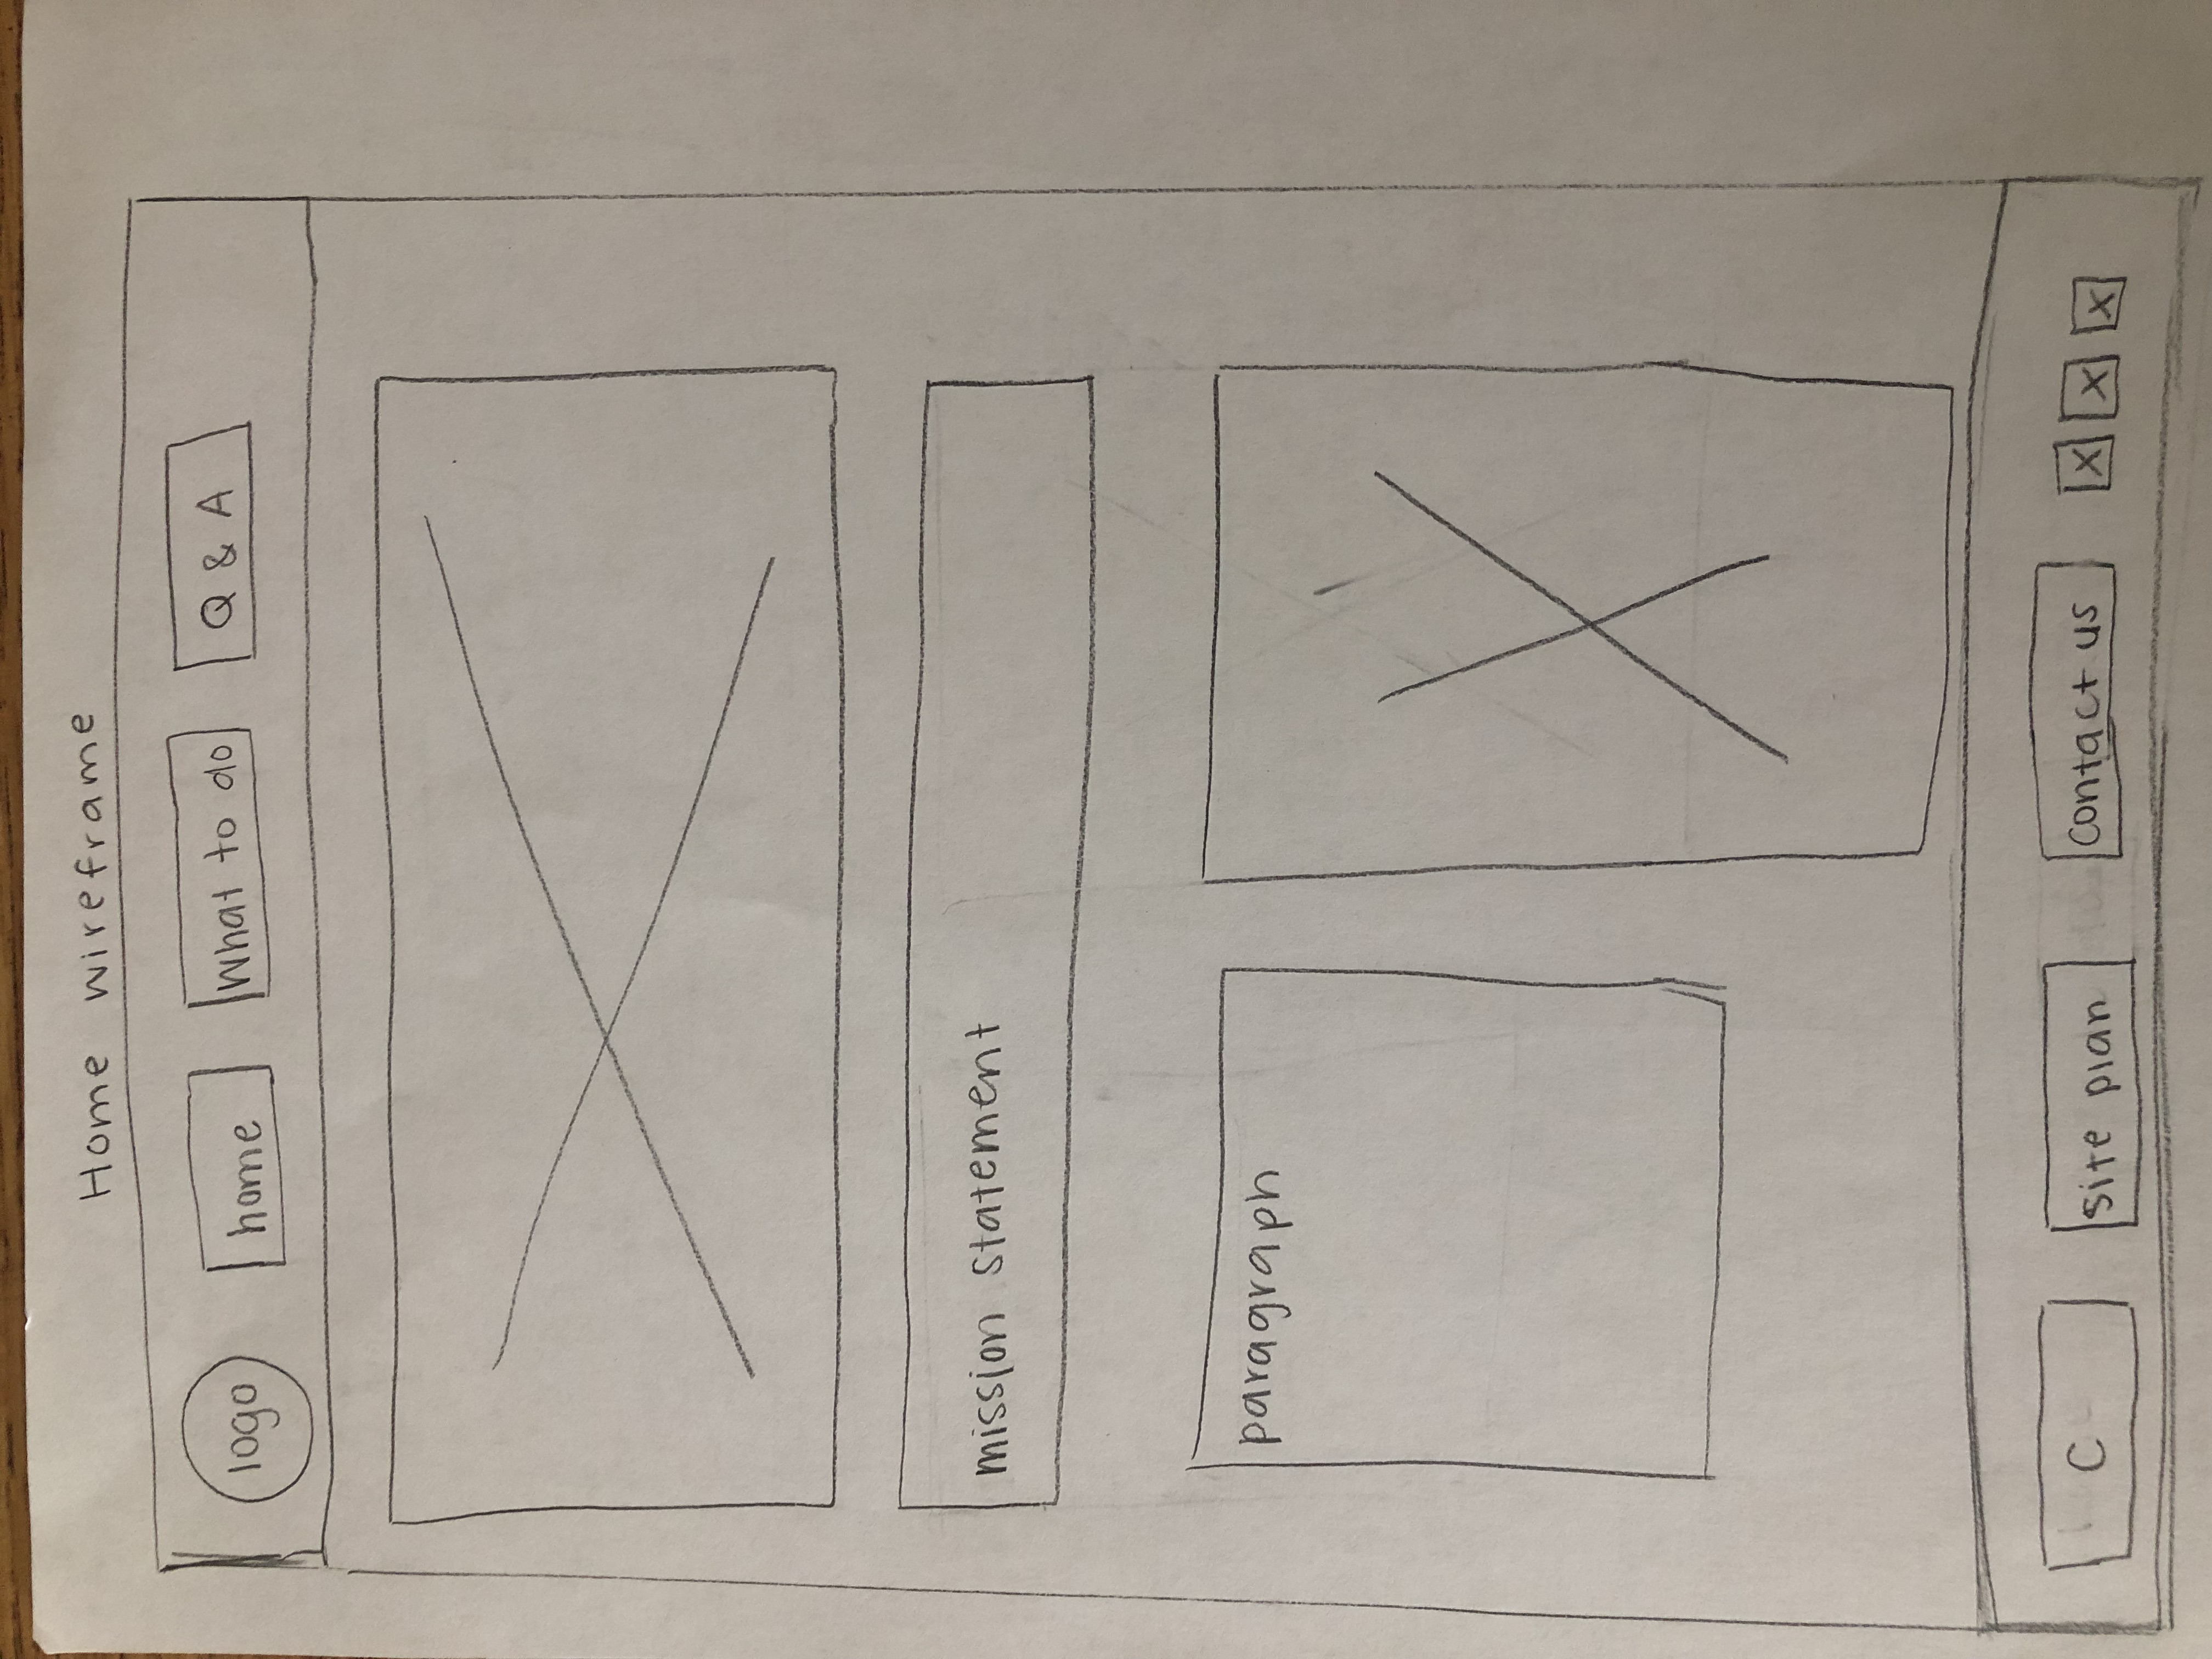 Home wireframe
logo home What to do Q & A
mission statement
paragraph
C site plan contact us X X X